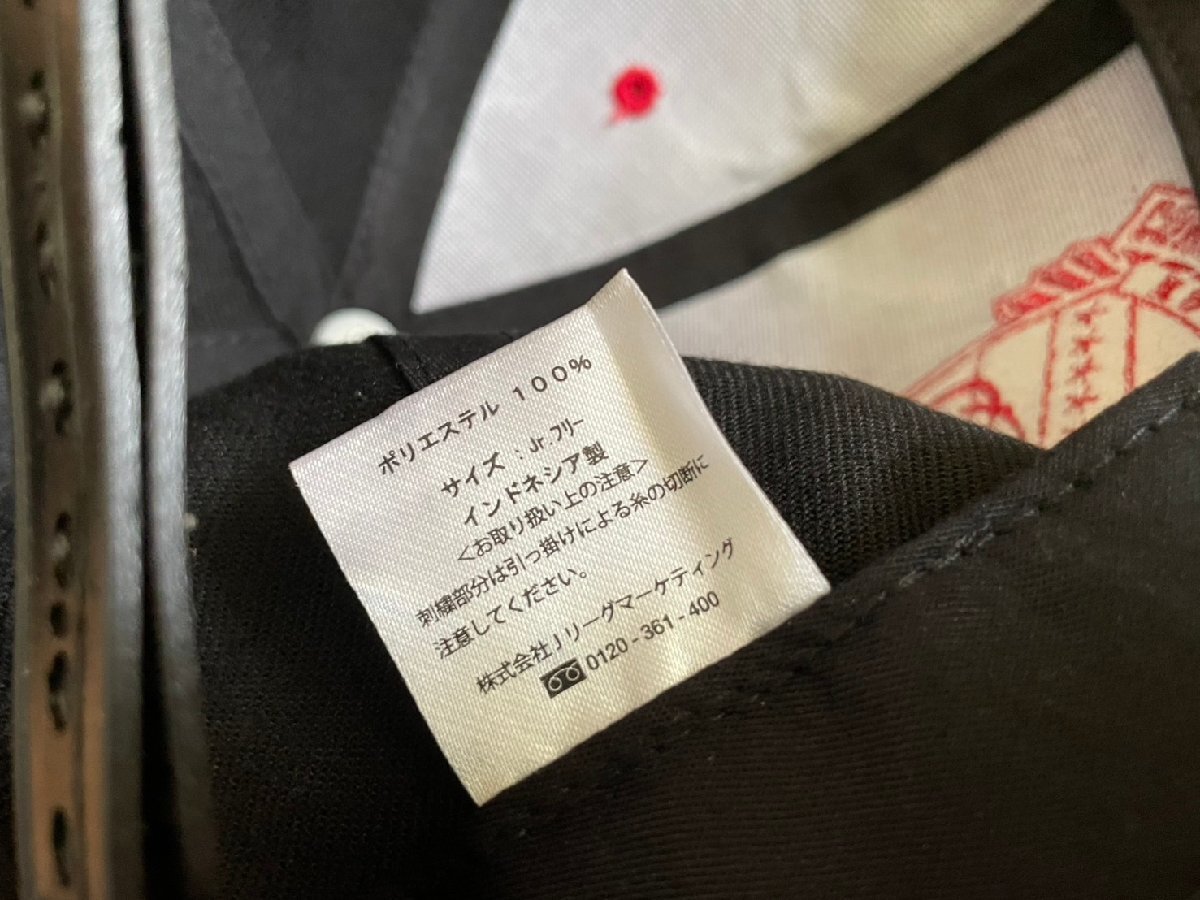 ポリエステル 100%
サイズ : Jr.フリー
インドネシア製
<お取り扱い上の注意>
刺繍部分は引っ掛けによる糸の切断に
注意してください。
株式会社Jリーグマーケティング
0120-361-400